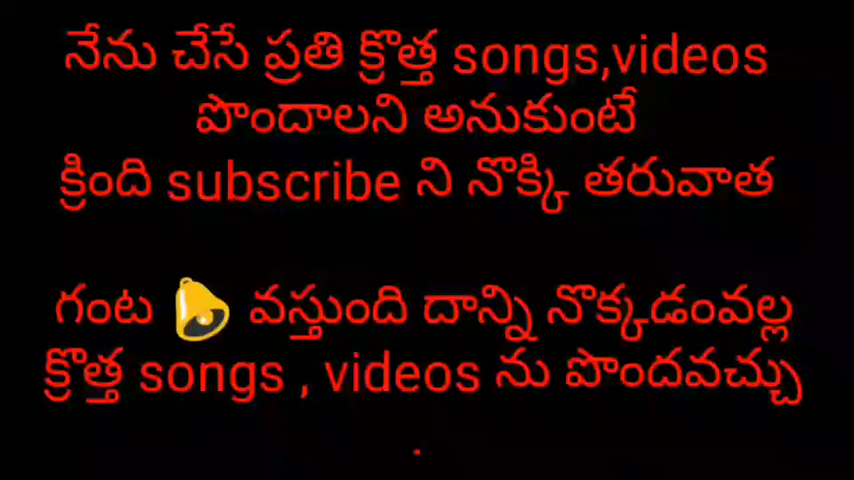 నేను చేసే ప్రతి క్రొత్త songs,videos
పొందాలని అనుకుంటే
క్రింది subscribe ని నొక్కి తరువాత
గంట 🔔 వస్తుంది దాన్ని నొక్కడంవల్ల
క్రొత్త songs , videos ను పొందవచ్చు
.